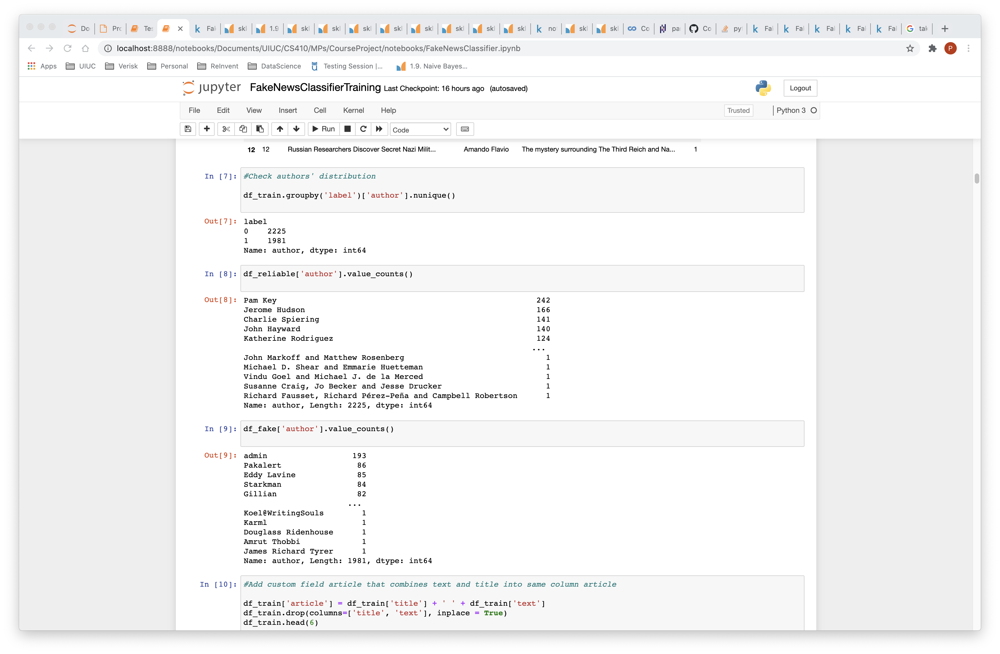 Do Pro Tes Fak skl 1.9 skl skl skl skl skl skl skl skl no skl skl Co pa Co pyt Fal Fal Fal Fal Fal tak
localhost:8888/notebooks/Documents/UIUC/CS410/MPs/CourseProject/notebooks/FakeNewsClassifier.ipynb
P
Apps UIUC Verisk Personal ReInvent DataScience Testing Session |... 1.9. Naive Bayes...
jupyter FakeNewsClassifierTraining Last Checkpoint: 16 hours ago (autosaved) Logout
File Edit View Insert Cell Kernel Help Trusted Python 3
Run Code
12 12 Russian Researchers Discover Secret Nazi Milit... Amando Flavio The mystery surrounding The Third Reich and Na... 1
In [7]: #Check authors' distribution
df_train.groupby('label')['author'].nunique()
Out[7]: label
0 2225
1 1981
Name: author, dtype: int64
In [8]: df_reliable['author'].value_counts()
Out[8]: Pam Key 242
Jerome Hudson 166
Charlie Spiering 141
John Hayward 140
Katherine Rodriguez 124
...
John Markoff and Matthew Rosenberg 1
Michael D. Shear and Emmarie Huetteman 1
Vindu Goel and Michael J. de la Merced 1
Susanne Craig, Jo Becker and Jesse Drucker 1
Richard Fausset, Richard Pérez-Peña and Campbell Robertson 1
Name: author, Length: 2225, dtype: int64
In [9]: df_fake['author'].value_counts()
Out[9]: admin 193
Pakalert 86
Eddy Lavine 85
Starkman 84
Gillian 82
...
Koel@WritingSouls 1
Karml 1
Douglass Ridenhouse 1
Amrut Thobbi 1
James Richard Tyrer 1
Name: author, Length: 1981, dtype: int64
In [10]: #Add custom field article that combines text and title into same column article
df_train['article'] = df_train['title'] + ' ' + df_train['text']
df_train.drop(columns=['title', 'text'], inplace = True)
df_train.head(6)